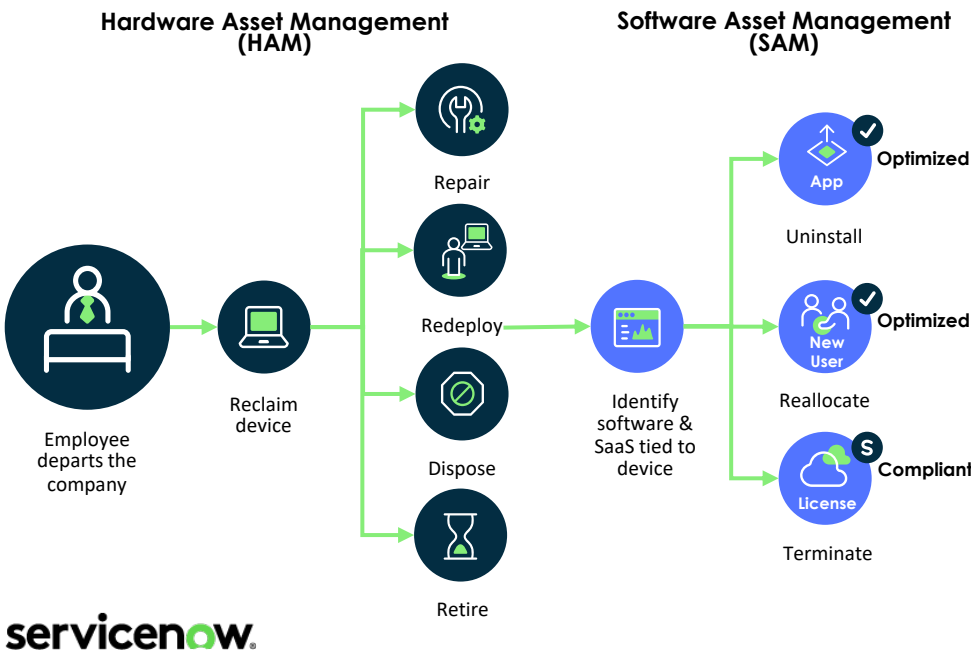 Hardware Asset Management
(HAM)
Software Asset Management
(SAM)
Employee
departs the
company
Reclaim
device
Repair
Redeploy
Dispose
Retire
Identify
software &
SaaS tied to
device
App
Optimized
Uninstall
New
User
Optimized
Reallocate
S
License
Compliant
Terminate
servicenow.